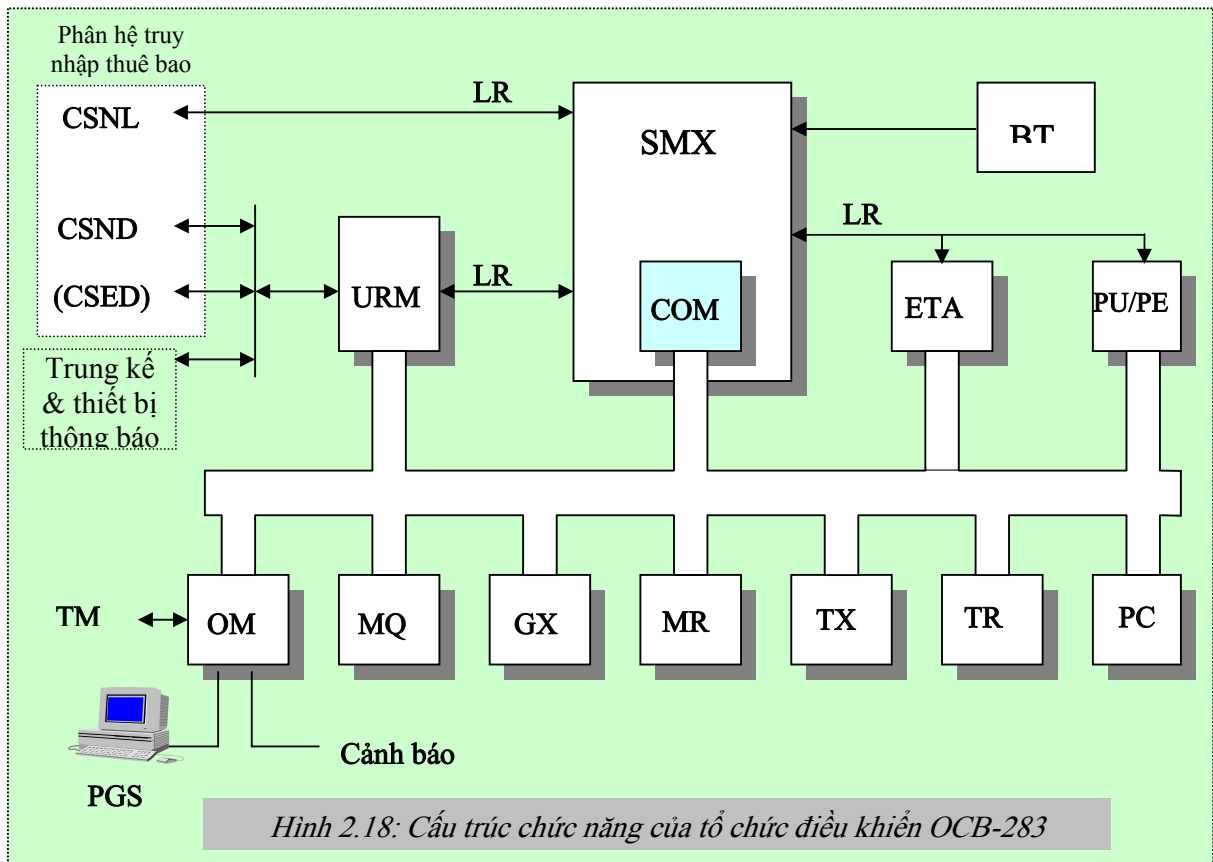 Phân hệ truy
nhập thuê bao
CSNL
LR
SMX
BT
CSND
LR
(CSED)
URM
LR
COM
ETA
PU/PE
Trung kế
& thiết bị
thông báo
TM
OM
MQ
GX
MR
TX
TR
PC
Cảnh báo
PGS
Hình 2.18: Cấu trúc chức năng của tổ chức điều khiển OCB-283